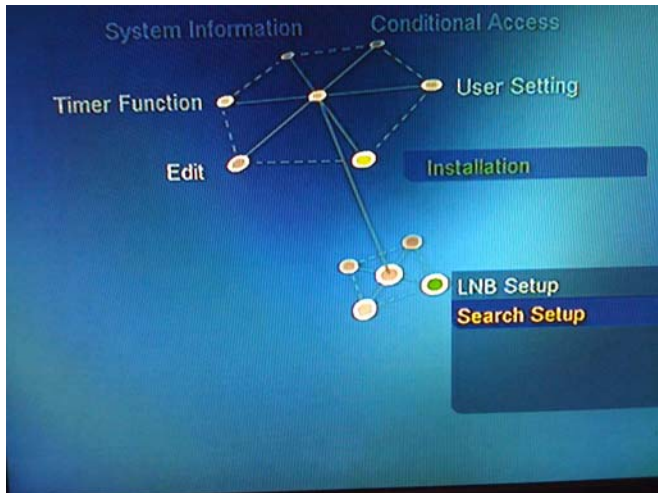 System Information
Conditional Access
Timer Function
User Setting
Edit
Installation
LNB Setup
Search Setup